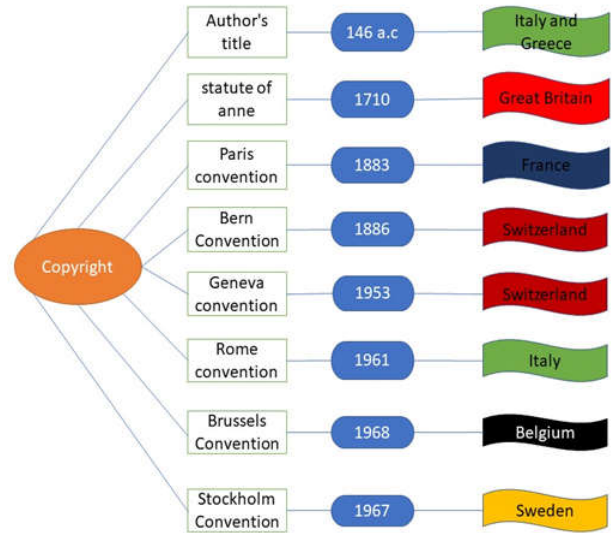 Author's
title
146 a.c
Italy and
Greece
statute of
anne
1710
Great Britain
Paris
convention
1883
France
Bern
Convention
1886
Switzerland
Copyright
Geneva
convention
1953
Switzerland
Rome
convention
1961
Italy
Brussels
Convention
1968
Belgium
Stockholm
Convention
1967
Sweden